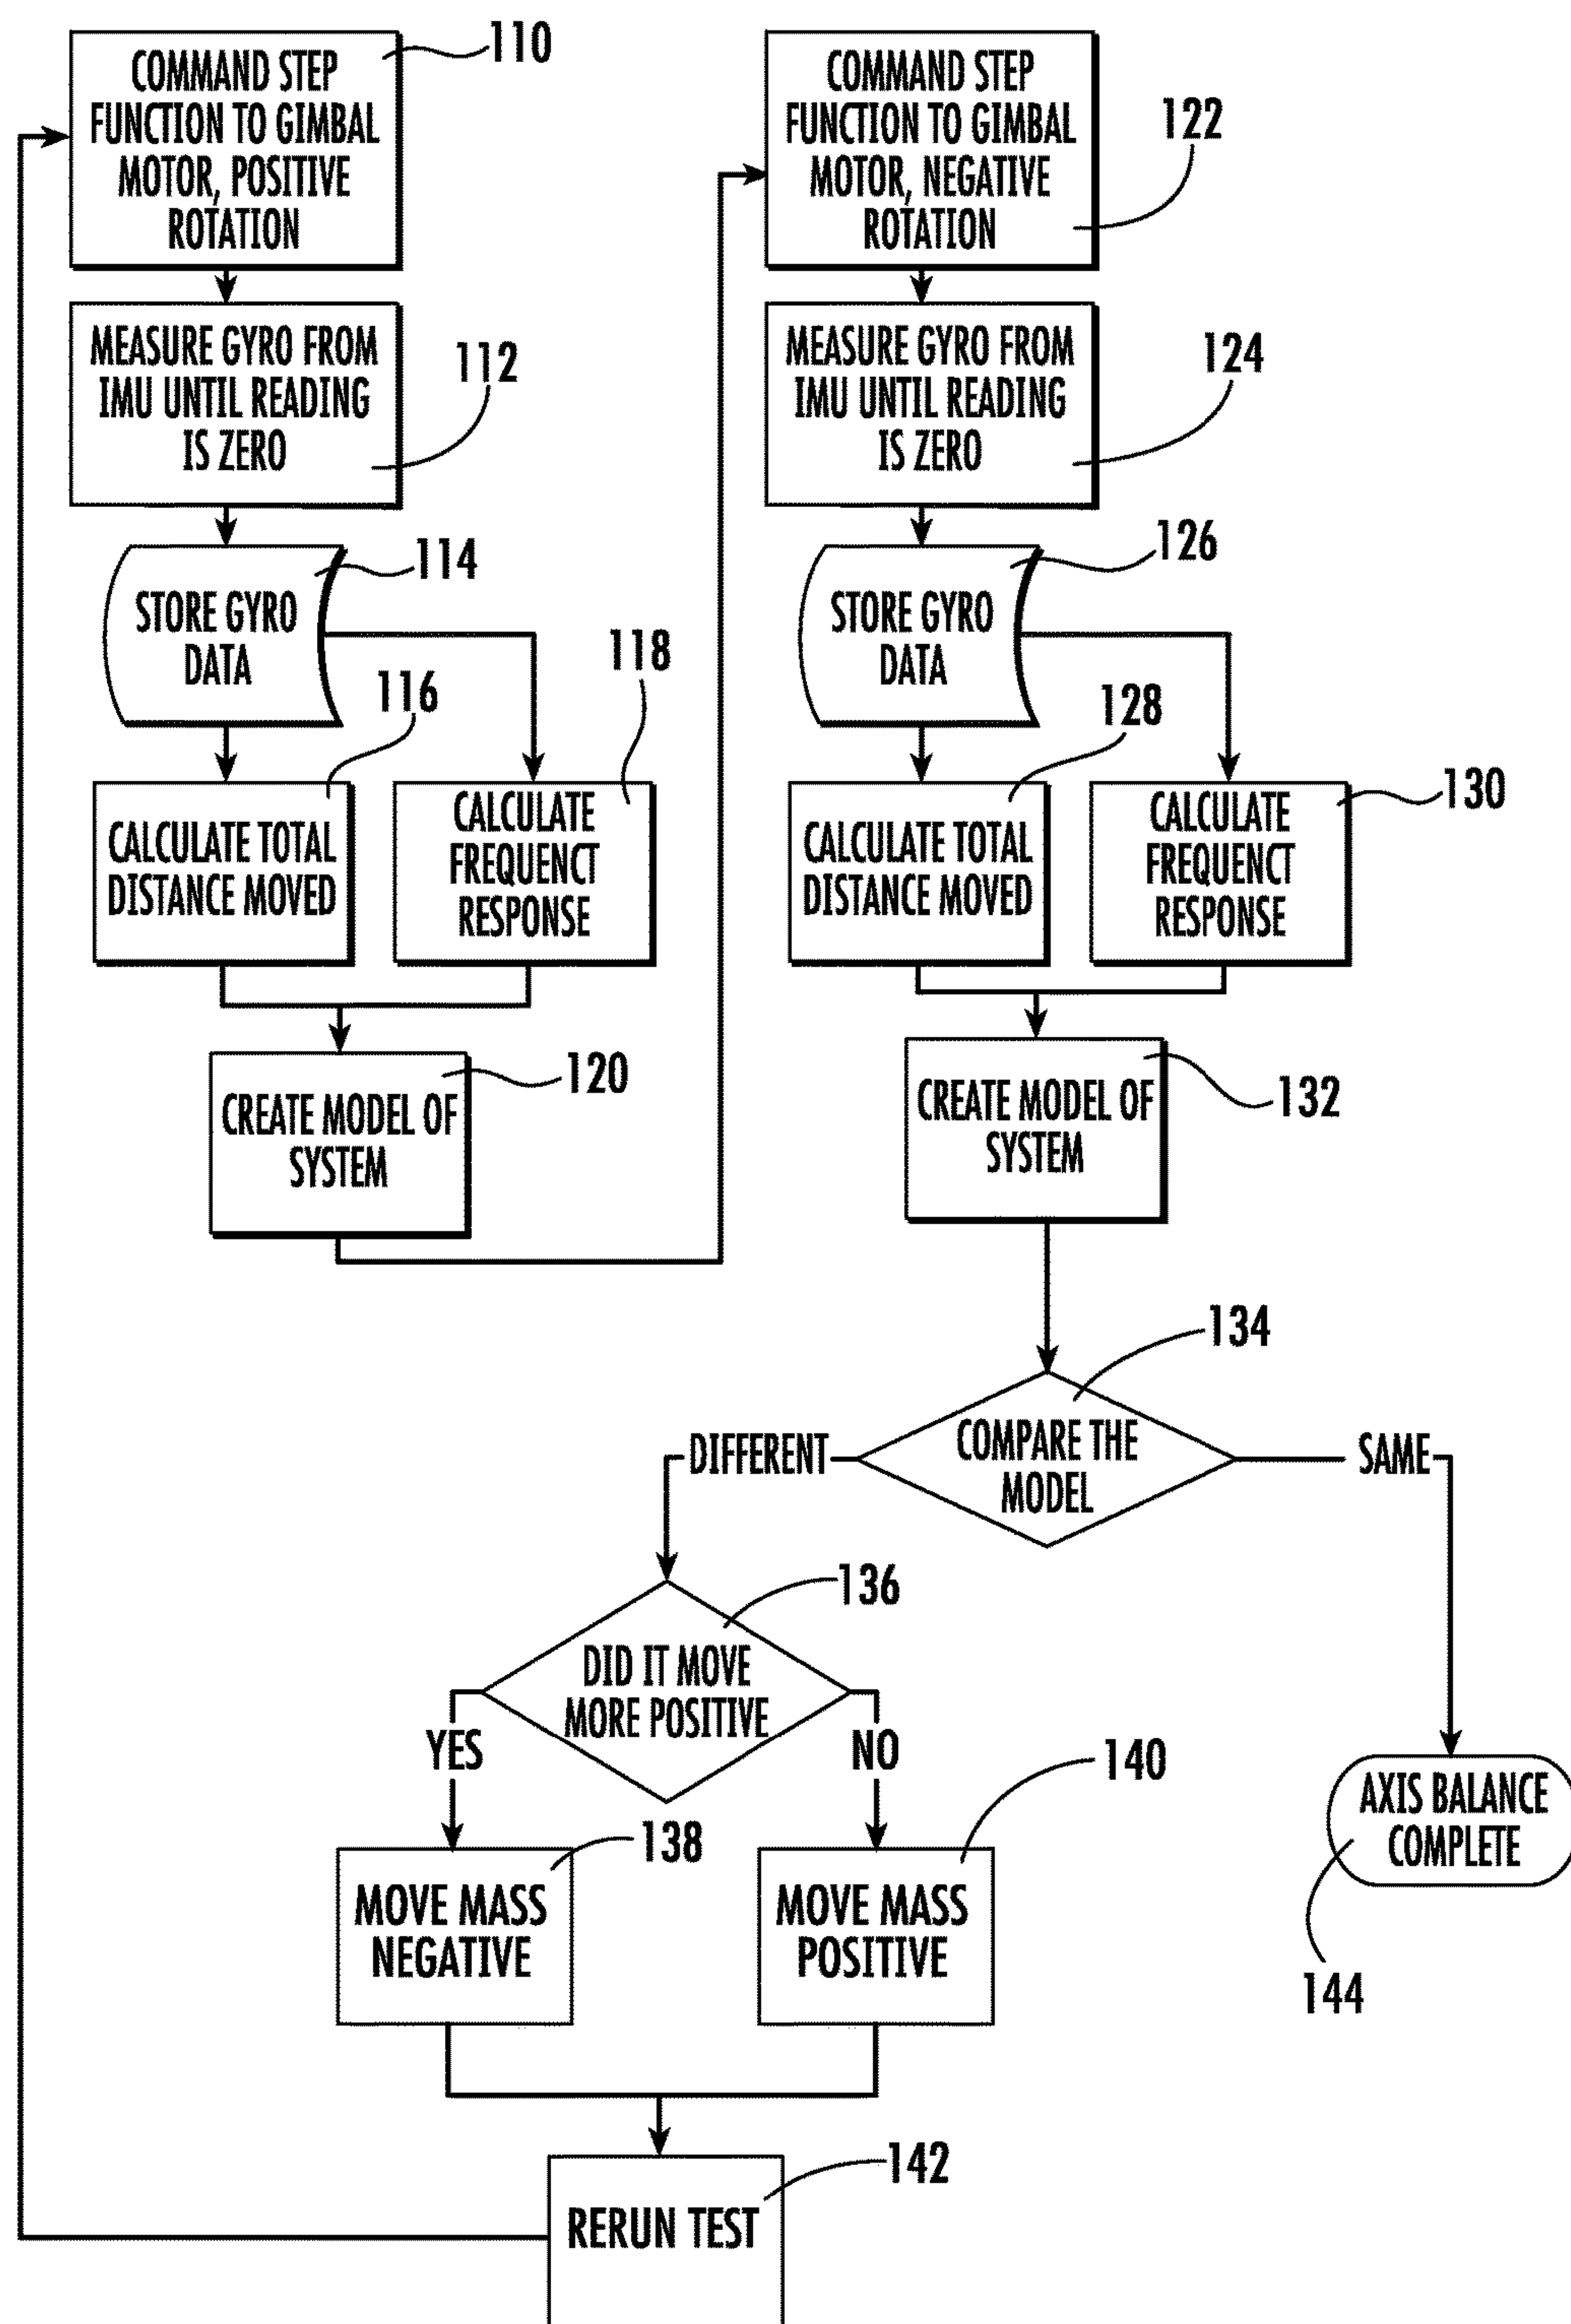 110
COMMAND STEP
FUNCTION TO GIMBAL
MOTOR, POSITIVE
ROTATION
112
MEASURE GYRO FROM
IMU UNTIL READING
IS ZERO
114
STORE GYRO
DATA
116
CALCULATE TOTAL
DISTANCE MOVED
118
CALCULATE
FREQUENCT
RESPONSE
120
CREATE MODEL OF
SYSTEM
122
COMMAND STEP
FUNCTION TO GIMBAL
MOTOR, NEGATIVE
ROTATION
124
MEASURE GYRO FROM
IMU UNTIL READING
IS ZERO
126
STORE GYRO
DATA
128
CALCULATE TOTAL
DISTANCE MOVED
130
CALCULATE
FREQUENCT
RESPONSE
132
CREATE MODEL OF
SYSTEM
134
COMPARE THE
MODEL
DIFFERENT
SAME
136
DID IT MOVE
MORE POSITIVE
YES
NO
138
MOVE MASS
NEGATIVE
140
MOVE MASS
POSITIVE
AXIS BALANCE
COMPLETE
144
142
RERUN TEST